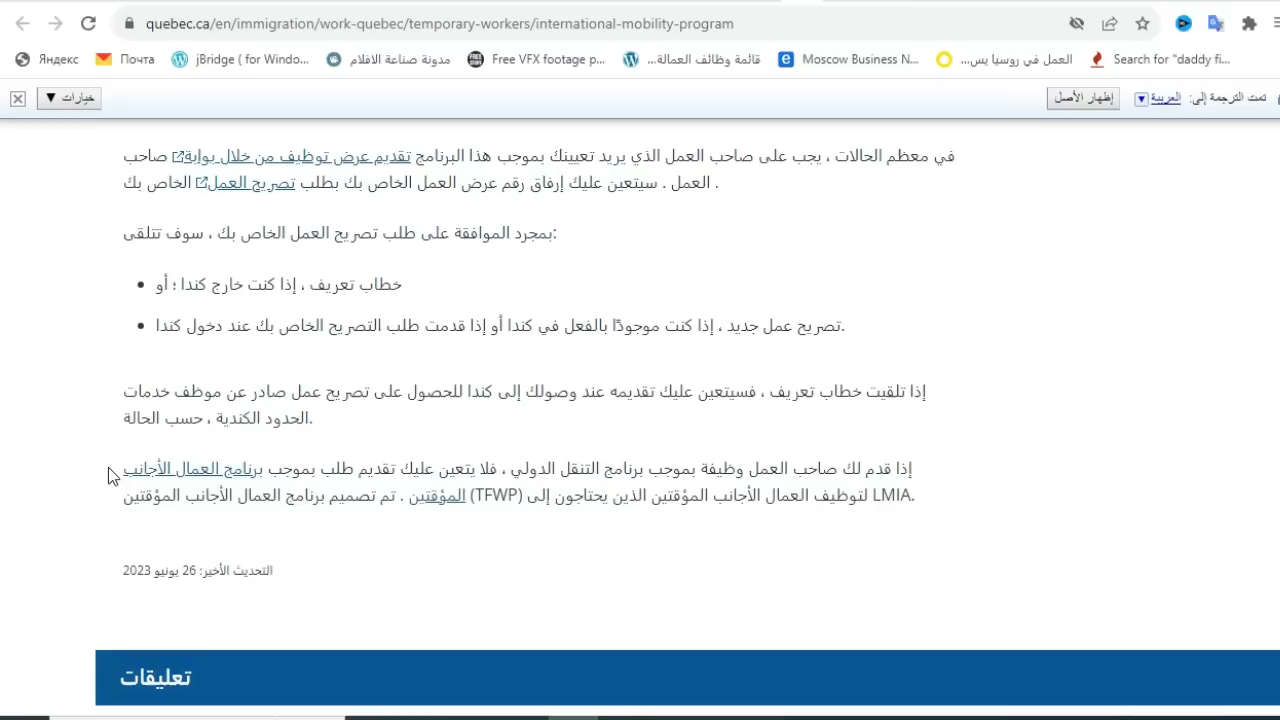 quebec.ca/en/immigration/work-quebec/temporary-workers/international-mobility-program
Яндекс Почта jBridge ( for Windo... مدونة صناعة الافلام Free VFX footage p... قائمة وظائف العمالة... Moscow Business N... العمل في روسيا يس... Search for "daddy fi...
تمت الترجمة إلى: العربية إظهار الأصل خيارات ▼
في معظم الحالات ، يجب على صاحب العمل الذي يريد تعيينك بموجب هذا البرنامج تقديم عرض توظيف من خلال بوابة صاحب
العمل . سيتعين عليك إرفاق رقم عرض العمل الخاص بك بطلب تصريح العمل الخاص بك .
بمجرد الموافقة على طلب تصريح العمل الخاص بك ، سوف تتلقى:
خطاب تعريف ، إذا كنت خارج كندا ؛ أو
تصريح عمل جديد ، إذا كنت موجودًا بالفعل في كندا أو إذا قدمت طلب التصريح الخاص بك عند دخول كندا.
إذا تلقيت خطاب تعريف ، فسيتعين عليك تقديمه عند وصولك إلى كندا للحصول على تصريح عمل صادر عن موظف خدمات
الحدود الكندية ، حسب الحالة.
إذا قدم لك صاحب العمل وظيفة بموجب برنامج التنقل الدولي ، فلا يتعين عليك تقديم طلب بموجب برنامج العمال الأجانب
المؤقتين (TFWP) . تم تصميم برنامج العمال الأجانب المؤقتين لتوظيف العمال الأجانب المؤقتين الذين يحتاجون إلى LMIA.
التحديث الأخير: 26 يونيو 2023
تعليقات